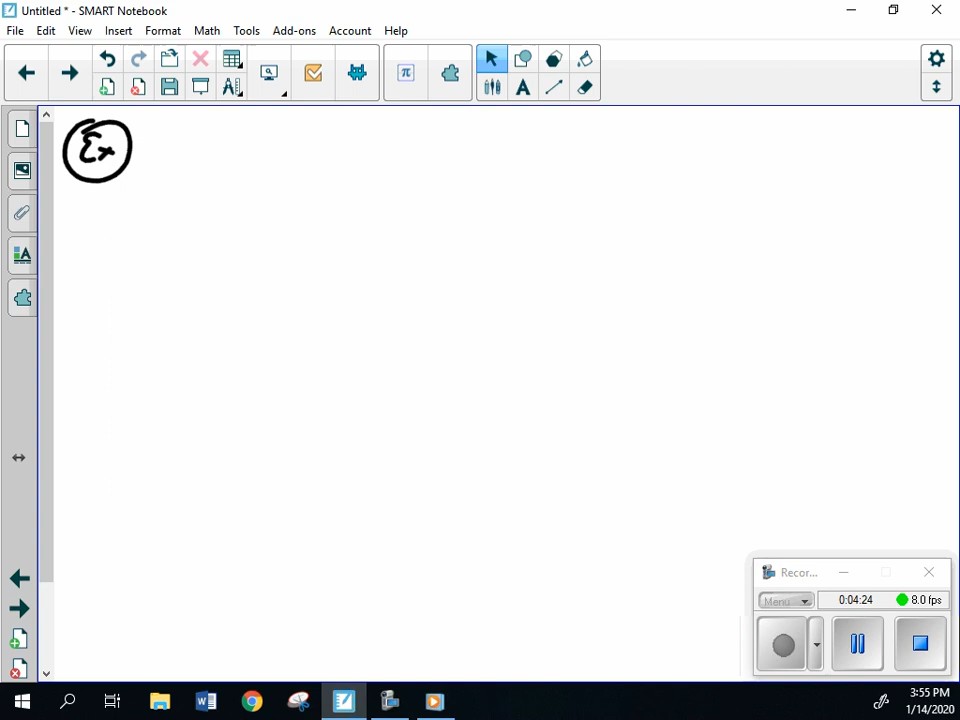 Untitled * - SMART Notebook
File Edit View Insert Format Math Tools Add-ons Account Help
π
A
A
Ex
Recor...
Menu 0:04:24 8.0 fps
3:55 PM
1/14/2020